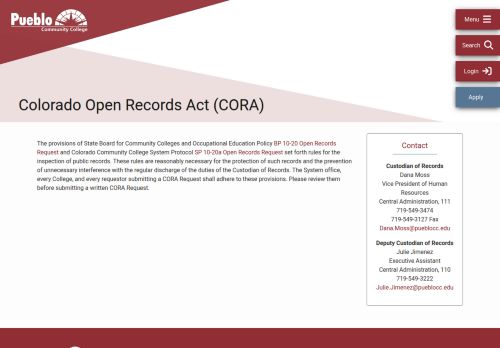 Pueblo
Community College
Menu
Search
Login
Apply
Colorado Open Records Act (CORA)
The provisions of State Board for Community Colleges and Occupational Education Policy BP 10-20 Open Records
Request and Colorado Community College System Protocol SP 10-20a Open Records Request set forth rules for the
inspection of public records. These rules are reasonably necessary for the protection of such records and the prevention
of unnecessary interference with the regular discharge of the duties of the Custodian of Records. The System office,
every College, and every requestor submitting a CORA Request shall adhere to these provisions. Please review them
before submitting a written CORA Request.
Contact
Custodian of Records
Dana Moss
Vice President of Human
Resources
Central Administration, 111
719-549-3474
719-549-3127 Fax
Dana.Moss@pueblocc.edu
Deputy Custodian of Records
Julie Jimenez
Executive Assistant
Central Administration, 110
719-549-3222
Julie.Jimenez@pueblocc.edu